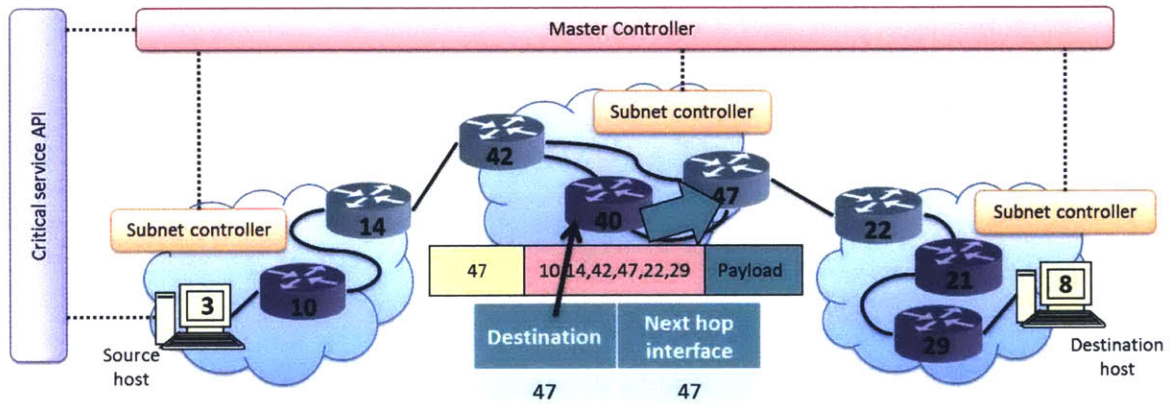 Master Controller
Critical service API
Subnet controller
42
47
14
40
Subnet controller
22
Subnet controller
47
10,14,42,47,22,29
Payload
21
8
3
10
Destination
Next hop
interface
29
Source
host
Destination
host
47
47